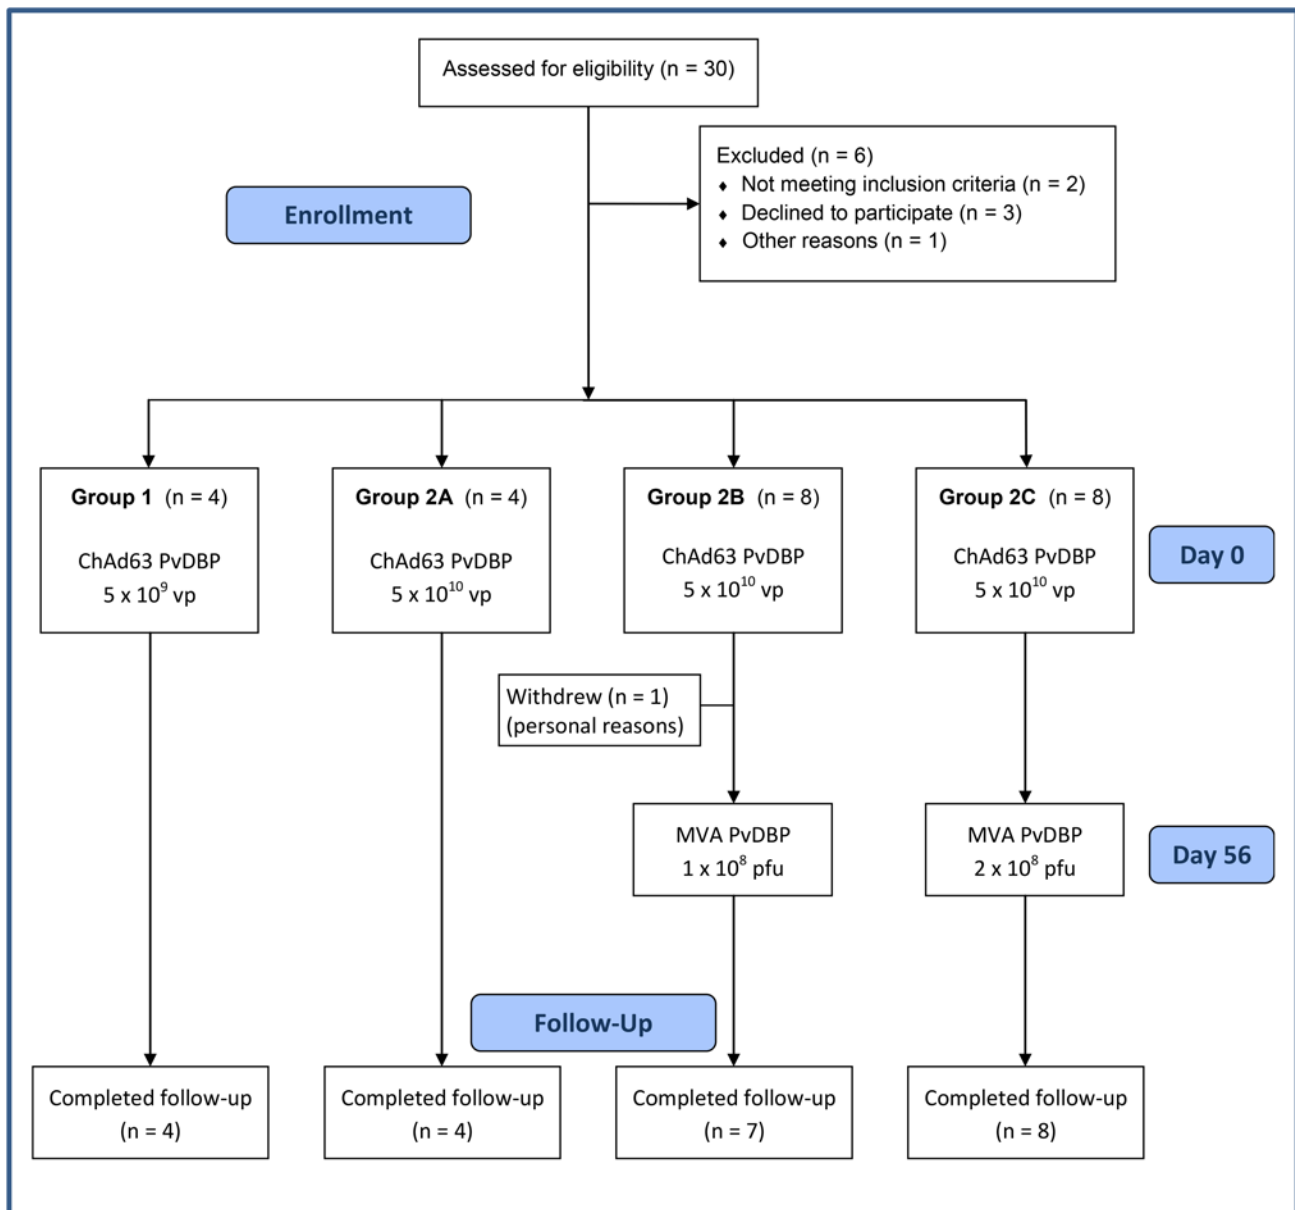 Assessed for eligibility (n = 30)
Excluded (n = 6)
♦ Not meeting inclusion criteria (n = 2)
♦ Declined to participate (n = 3)
♦ Other reasons (n = 1)
Enrollment
Group 1 (n = 4)
ChAd63 PvDBP
5 x 10⁹ vp
Group 2A (n = 4)
ChAd63 PvDBP
5 x 10¹⁰ vp
Group 2B (n = 8)
ChAd63 PvDBP
5 x 10¹⁰ vp
Group 2C (n = 8)
ChAd63 PvDBP
5 x 10¹⁰ vp
Day 0
Withdrew (n = 1)
(personal reasons)
MVA PvDBP
1 x 10⁸ pfu
MVA PvDBP
2 x 10⁸ pfu
Day 56
Follow-Up
Completed follow-up
(n = 4)
Completed follow-up
(n = 4)
Completed follow-up
(n = 7)
Completed follow-up
(n = 8)